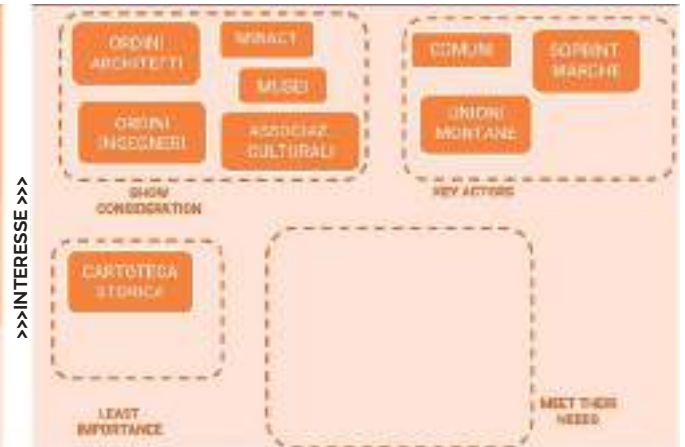 ORDINI
ARCHITETTI
MIBACT
MUSEI
ORDINI
INGEGNERI
ASSOCIAZ.
CULTURALI
SHOW
CONSIDERATION
COMUNI
SOPRINT.
MARCHE
UNIONI
MONTANE
KEY ACTORS
>>>INTERESSE >>>
CARTOTECA
STORICA
LEAST
IMPORTANCE
MEET THEIR
NEEDS